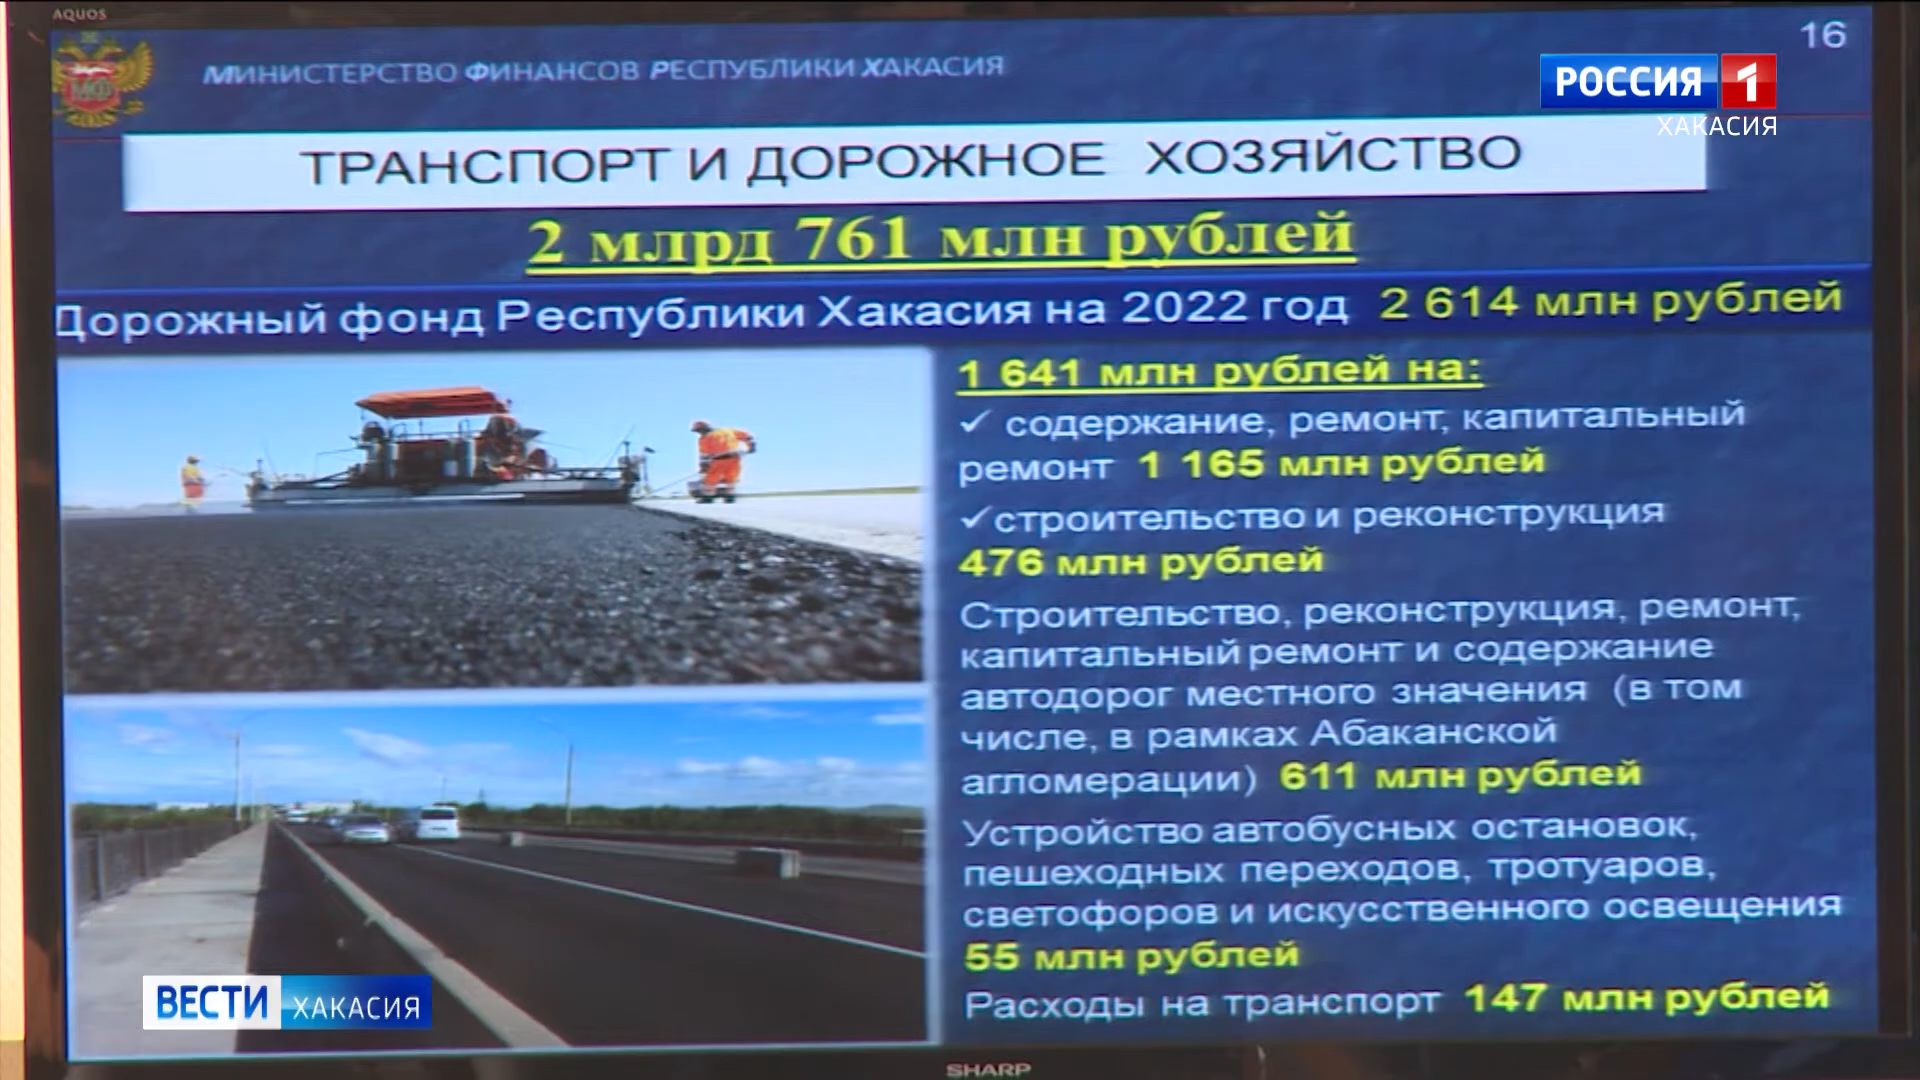 AQUOS
16
МИНИСТЕРСТВО ФИНАНСОВ РЕСПУБЛИКИ ХАКАСИЯ
РОССИЯ 1
ХАКАСИЯ
ТРАНСПОРТ И ДОРОЖНОЕ ХОЗЯЙСТВО
2 млрд 761 млн рублей
Дорожный фонд Республики Хакасия на 2022 год 2 614 млн рублей
1 641 млн рублей на:
✓ содержание, ремонт, капитальный
ремонт 1 165 млн рублей
✓строительство и реконструкция
476 млн рублей
Строительство, реконструкция, ремонт,
капитальный ремонт и содержание
автодорог местного значения (в том
числе, в рамках Абаканской
агломерации) 611 млн рублей
Устройство автобусных остановок,
пешеходных переходов, тротуаров,
светофоров и искусственного освещения
55 млн рублей
Расходы на транспорт 147 млн рублей
ВЕСТИ ХАКАСИЯ
SHARP